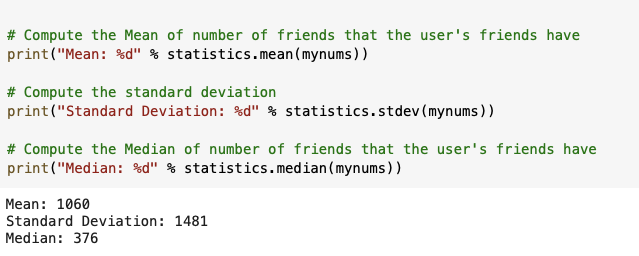 # Compute the Mean of number of friends that the user's friends have
print("Mean: %d" % statistics.mean(mynums))
# Compute the standard deviation
print("Standard Deviation: %d" % statistics.stdev(mynums))
# Compute the Median of number of friends that the user's friends have
print("Median: %d" % statistics.median(mynums))
Mean: 1060
Standard Deviation: 1481
Median: 376